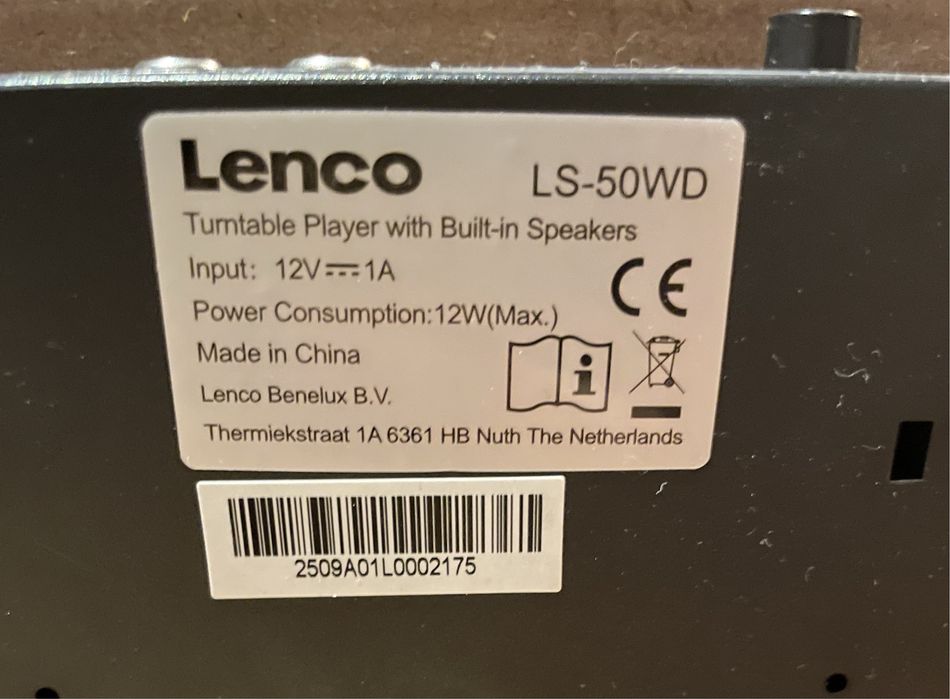 Lenco
LS-50WD
Turntable Player with Built-in Speakers
Input: 12V⎓1A
Power Consumption:12W(Max.)
CE
Made in China
Lenco Benelux B.V.
Thermiekstraat 1A 6361 HB Nuth The Netherlands
2509A01L0002175